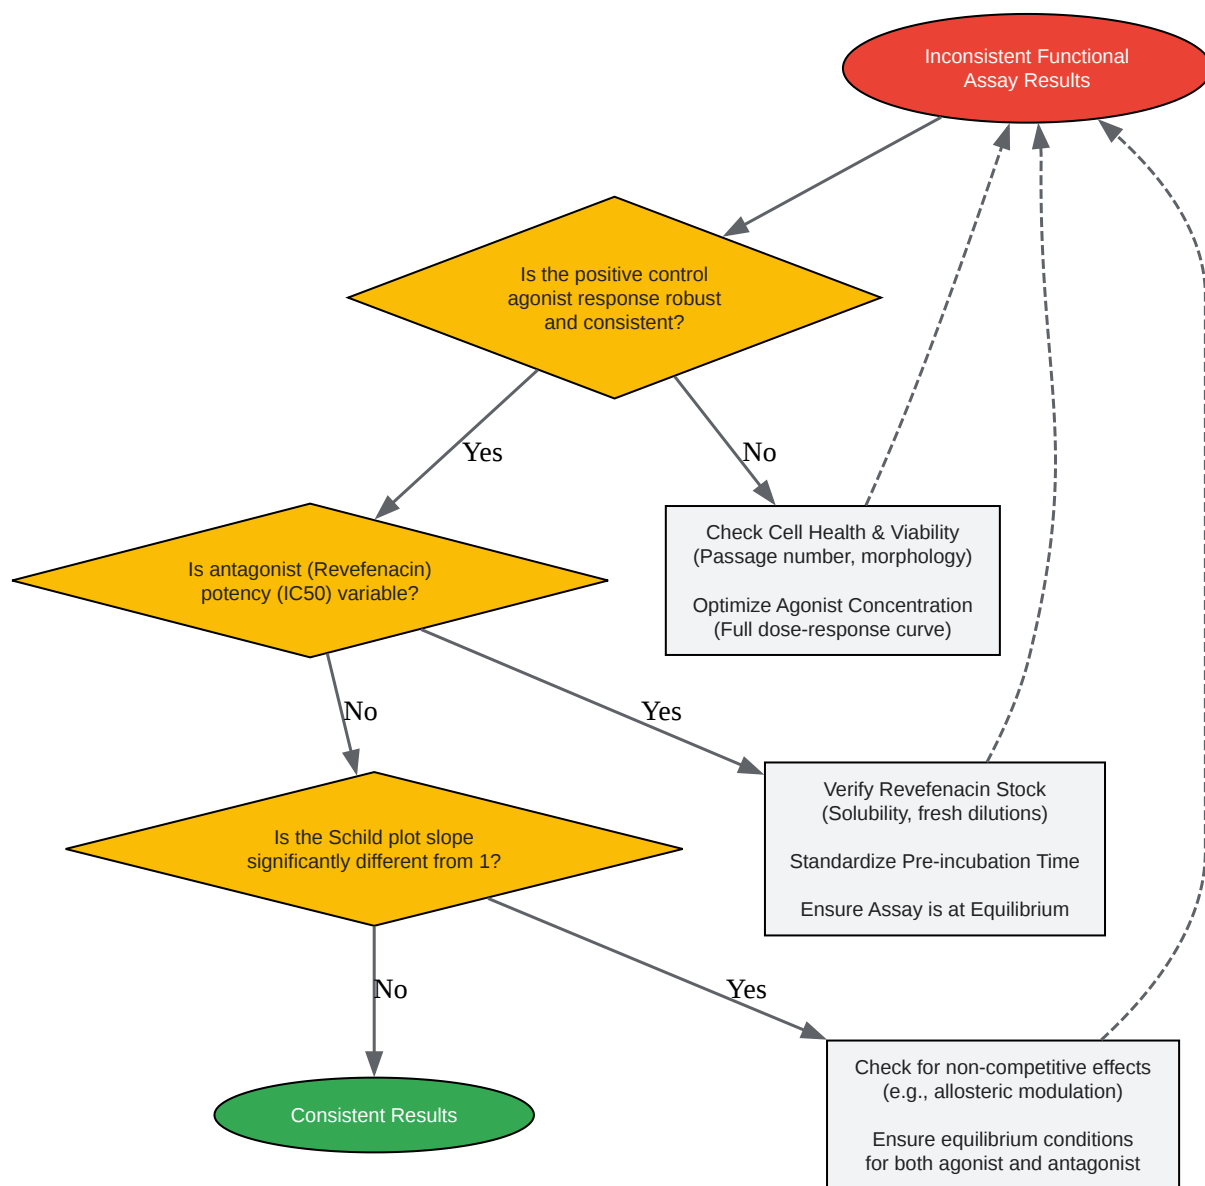 Inconsistent Functional
Assay Results
Is the positive control
agonist response robust
and consistent?
Yes
No
Check Cell Health & Viability
(Passage number, morphology)
Optimize Agonist Concentration
(Full dose-response curve)
Is antagonist (Revefenacin)
potency (IC50) variable?
No
Yes
Verify Revefenacin Stock
(Solubility, fresh dilutions)
Standardize Pre-incubation Time
Ensure Assay is at Equilibrium
Is the Schild plot slope
significantly different from 1?
No
Yes
Consistent Results
Check for non-competitive effects
(e.g., allosteric modulation)
Ensure equilibrium conditions
for both agonist and antagonist